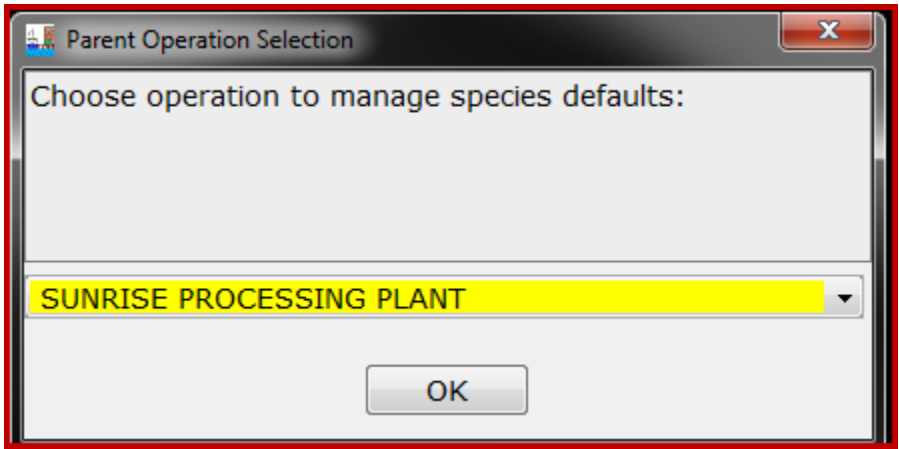 Parent Operation Selection
Choose operation to manage species defaults:
SUNRISE PROCESSING PLANT
OK